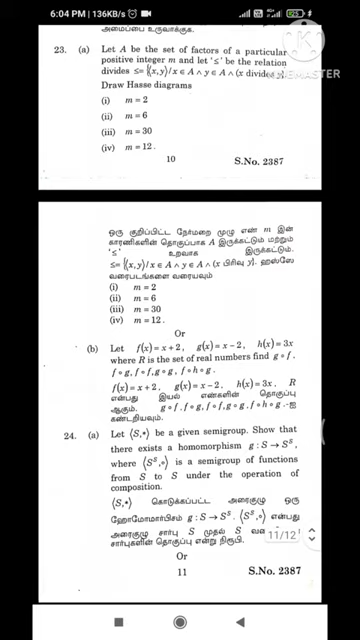 6:04 PM | 136KB/s
அமைப்பை உருவாக்குக.
23. (a) Let A be the set of factors of a particular
positive integer m and let '≤' be the relation
divides ≤= {⟨x, y⟩/x ∈ A ∧ y ∈ A ∧ (x divides y)
Draw Hasse diagrams
(i) m = 2
(ii) m = 6
(iii) m = 30
(iv) m = 12.
10 S.No. 2387
ஒரு குறிப்பிட்ட நேர்மறை முழு எண் m இன்
காரணிகளின் தொகுப்பாக A இருக்கட்டும் மற்றும்
'≤' உறவாக இருக்கட்டும்.
≤= {⟨x, y⟩/x ∈ A ∧ y ∈ A ∧ (x பிரிவு y). ஹஸ்ஸே
வரைபடங்களை வரையவும்
(i) m = 2
(ii) m = 6
(iii) m = 30
(iv) m = 12.
Or
(b) Let f(x) = x + 2, g(x) = x − 2, h(x) = 3x
where R is the set of real numbers find g ∘ f,
f ∘ g, f ∘ f, g ∘ g, f ∘ h ∘ g.
f(x) = x + 2, g(x) = x − 2, h(x) = 3x, R
என்பது இயல் எண்களின் தொகுப்பு
ஆகும். g ∘ f, f ∘ g, f ∘ f, g ∘ g, f ∘ h ∘ g -ஐ
கண்டறியவும்.
24. (a) Let ⟨S, *⟩ be a given semigroup. Show that
there exists a homomorphism g : S → S^S,
where ⟨S^S, ∘⟩ is a semigroup of functions
from S to S under the operation of
composition.
⟨S, *⟩ கொடுக்கப்பட்ட அரைகுழு ஒரு
ஹோமோமார்பிசம் g : S → S^S. ⟨S^S, ∘⟩ என்பது
அரைகுழு சார்பு S முதல் S
சார்புகளின் தொகுப்பு என்று நிரூபி.
11/12
Or
11 S.No. 2387